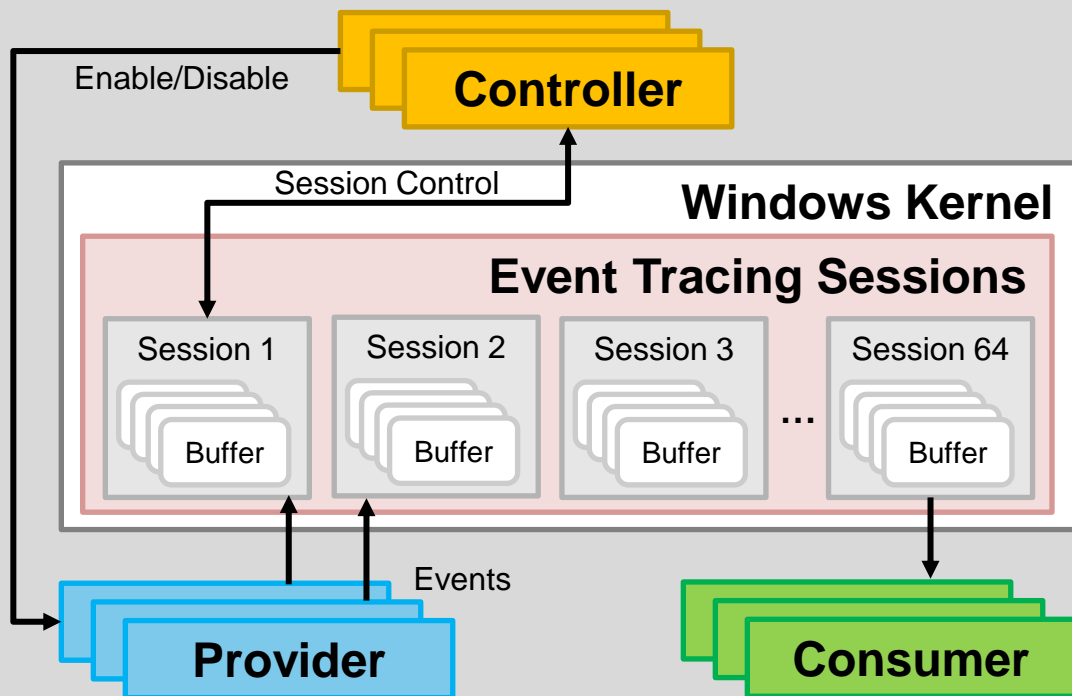 Controller
Enable/Disable
Session Control
Windows Kernel
Event Tracing Sessions
Session 1
Session 2
Session 3
Session 64
...
Buffer
Buffer
Buffer
Buffer
Events
Provider
Consumer